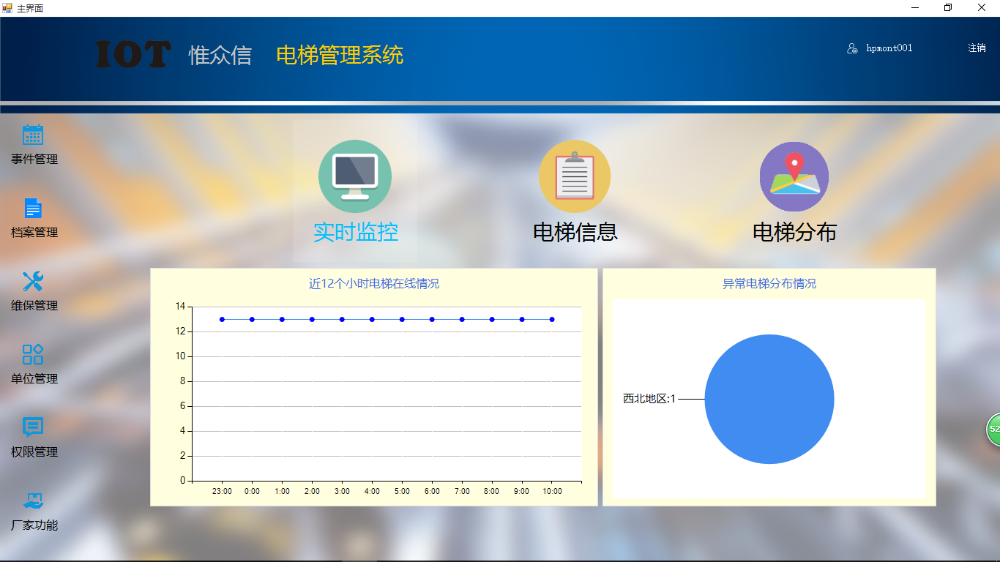 主界面
IOT 惟众信 电梯管理系统
hpmont001
注销
事件管理
档案管理
维保管理
单位管理
权限管理
厂家功能
实时监控
电梯信息
电梯分布
近12个小时电梯在线情况
14
12
10
8
6
4
2
0
23:00 0:00 1:00 2:00 3:00 4:00 5:00 6:00 7:00 8:00 9:00 10:00
异常电梯分布情况
西北地区:1
52